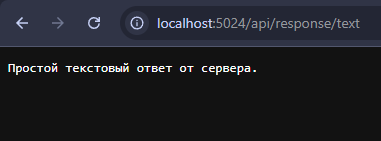 localhost:5024/api/response/text
Простой текстовый ответ от сервера.